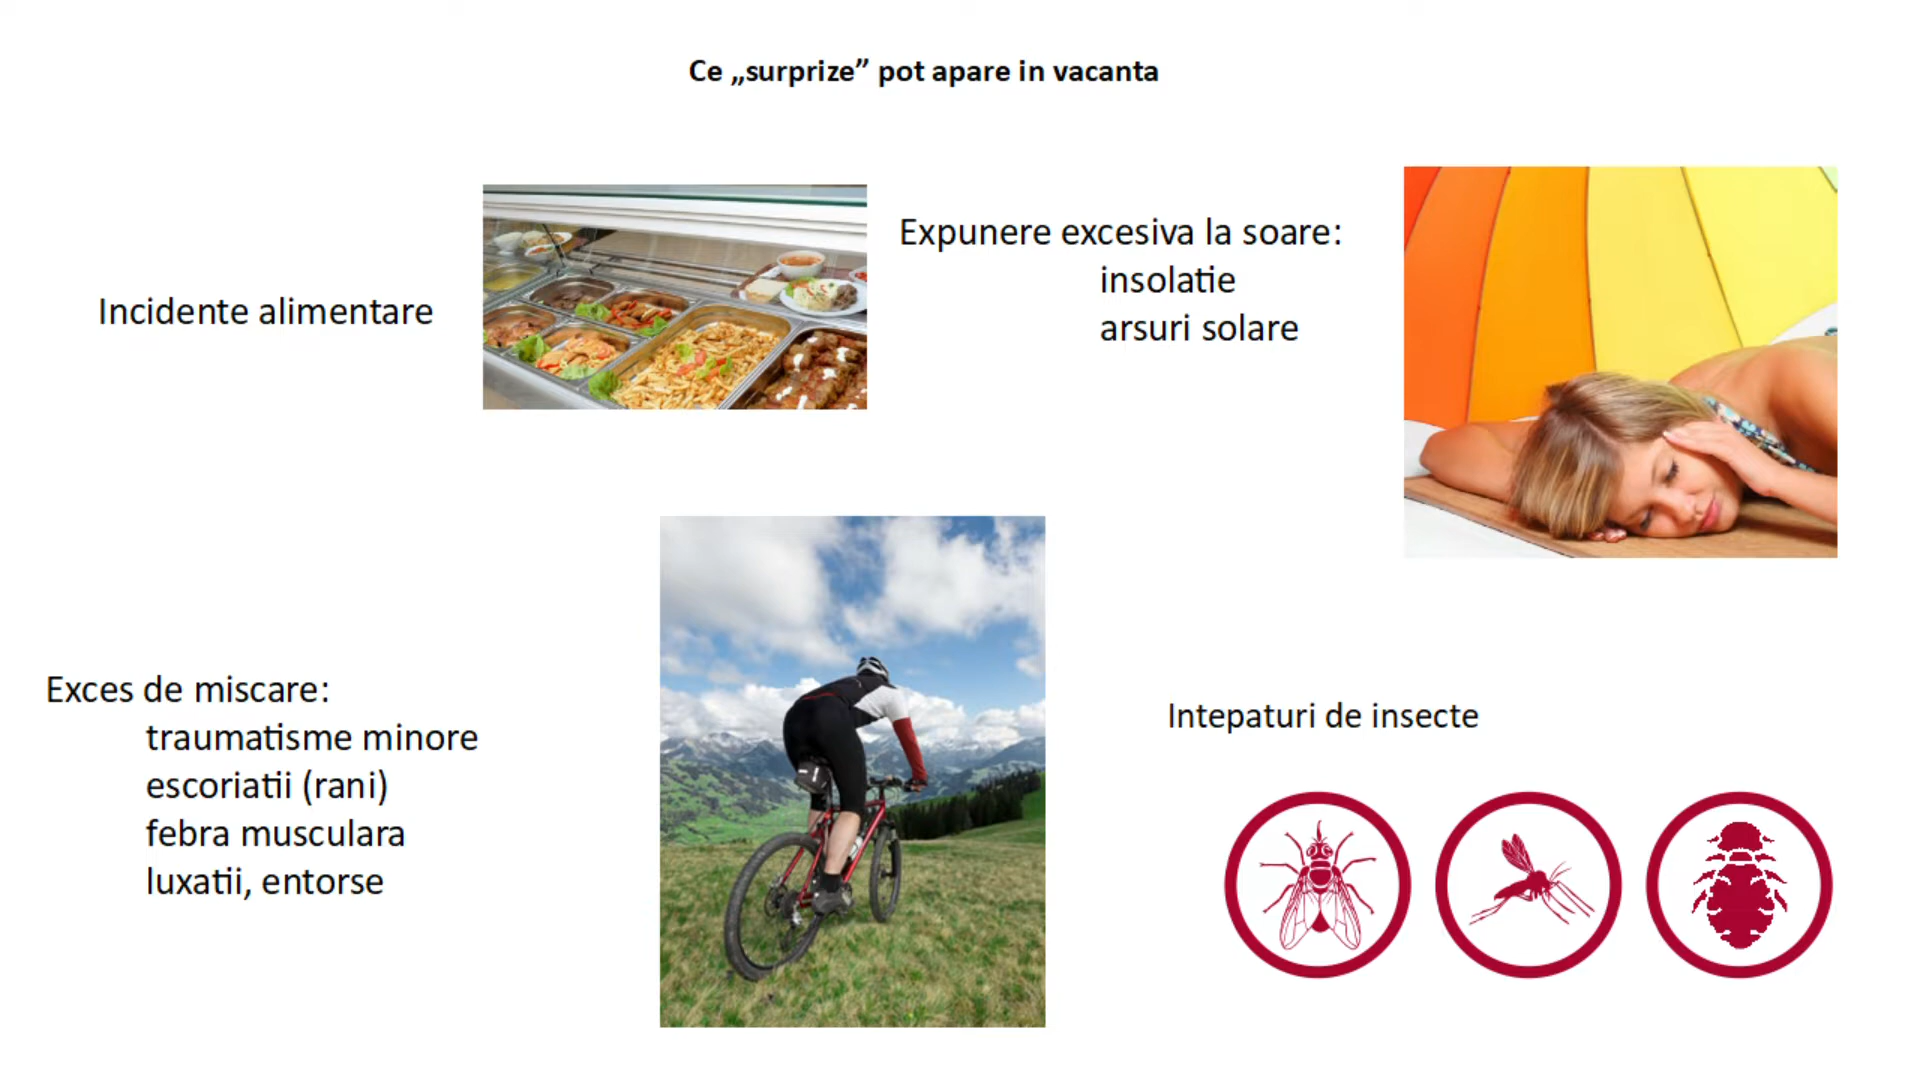 Ce „surprize” pot apare in vacanta
Incidente alimentare
Expunere excesiva la soare:
insolatie
arsuri solare
Exces de miscare:
traumatisme minore
escoriatii (rani)
febra musculara
luxatii, entorse
Intepaturi de insecte